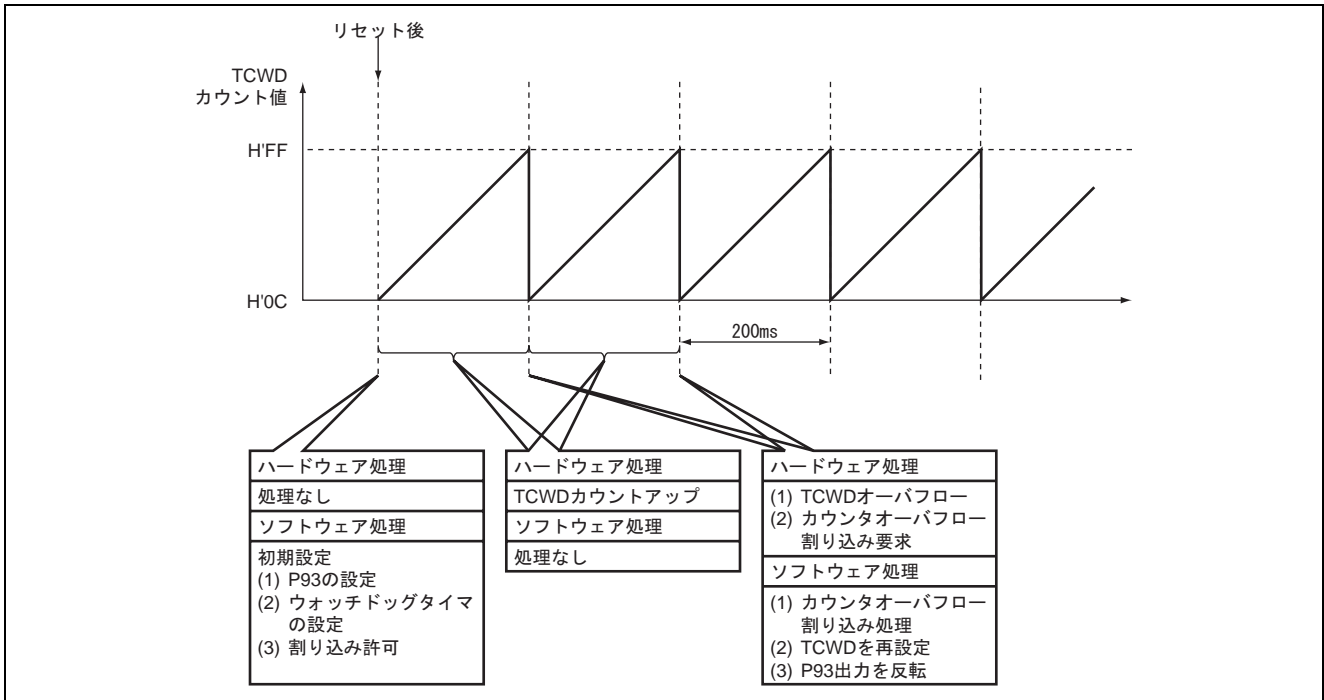 リセット後
TCWD
カウント値
H'FF
H'0C
200ms
ハードウェア処理
処理なし
ソフトウェア処理
初期設定
(1) P93の設定
(2) ウォッチドッグタイマ
の設定
(3) 割り込み許可
ハードウェア処理
TCWDカウントアップ
ソフトウェア処理
処理なし
ハードウェア処理
(1) TCWDオーバフロー
(2) カウンタオーバフロー
割り込み要求
ソフトウェア処理
(1) カウンタオーバフロー
割り込み処理
(2) TCWDを再設定
(3) P93出力を反転